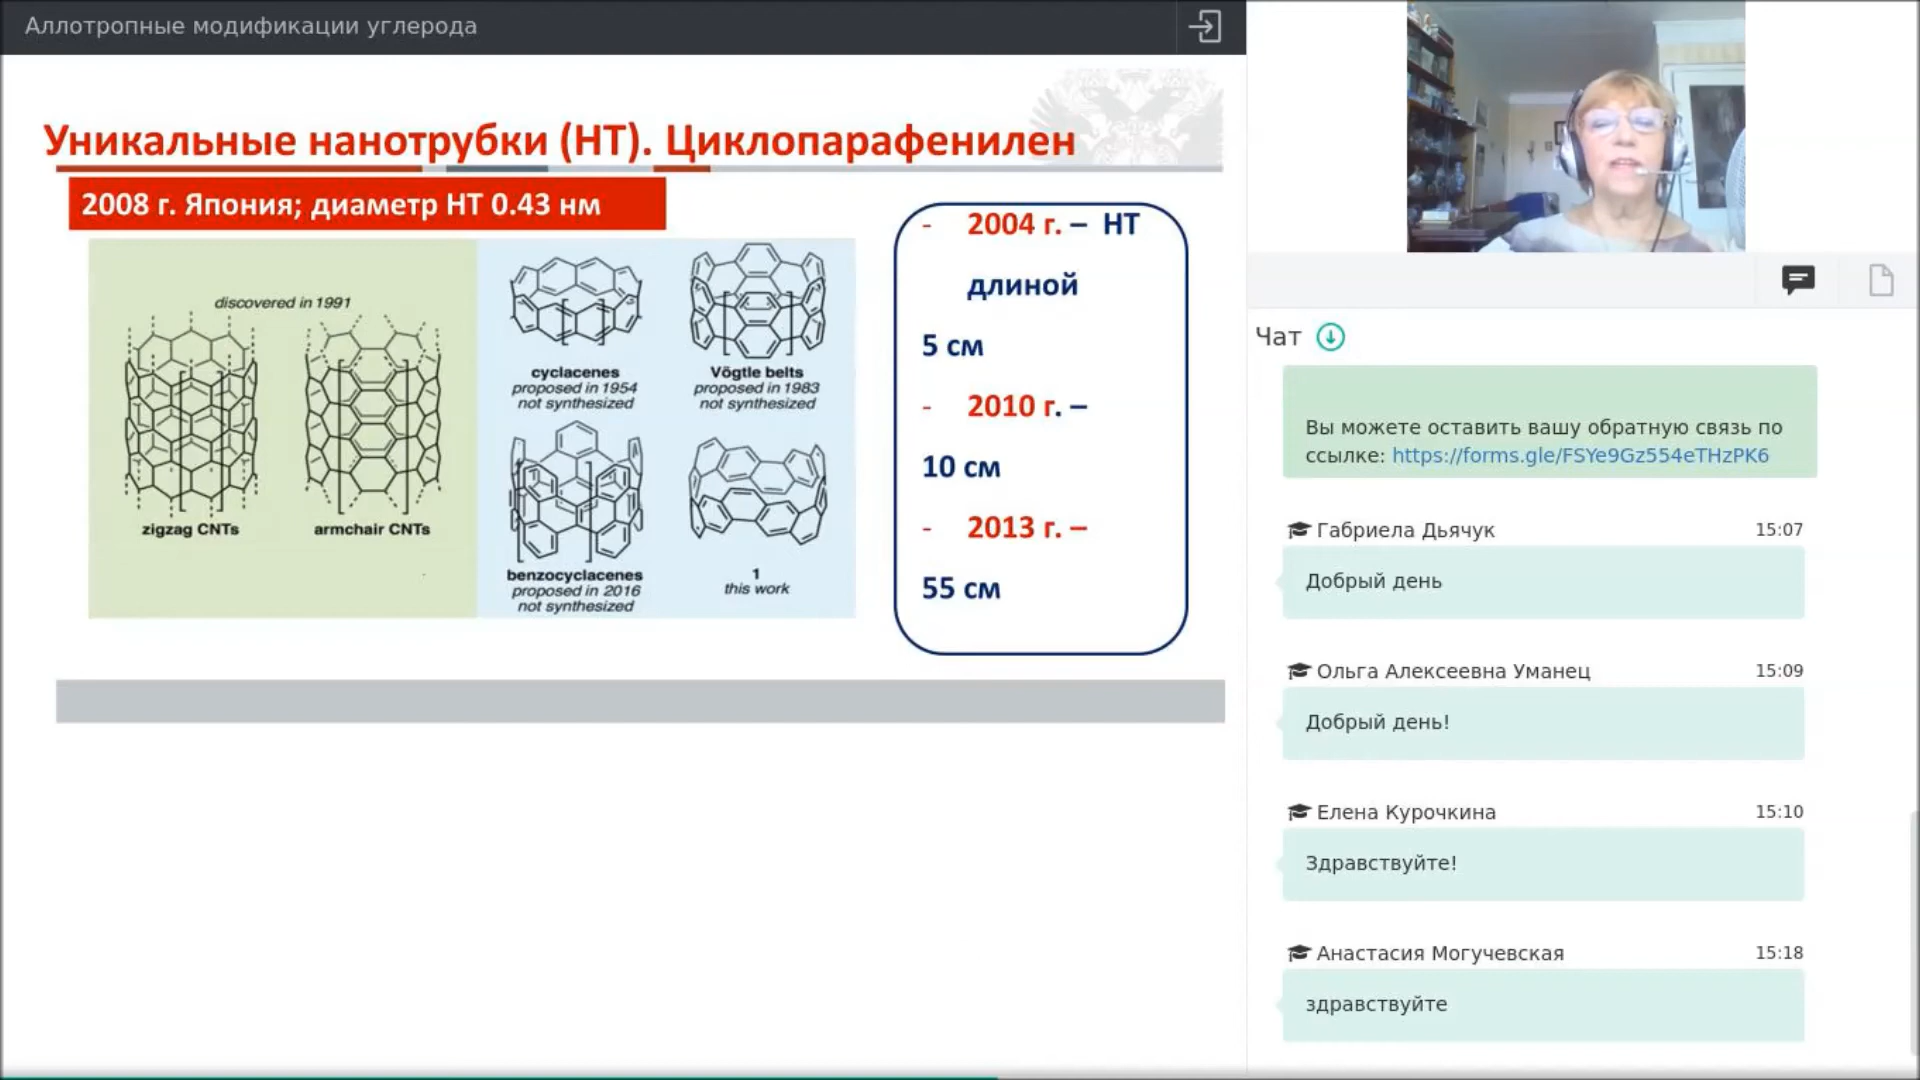 Аллотропные модификации углерода
Уникальные нанотрубки (НТ). Циклопарафенилен
2008 г. Япония; диаметр НТ 0.43 нм
discovered in 1991
zigzag CNTs
armchair CNTs
cyclacenes
proposed in 1954
not synthesized
Vögtle belts
proposed in 1983
not synthesized
benzocyclacenes
proposed in 2016
not synthesized
1
this work
- 2004 г. – НТ
длиной
5 см
- 2010 г. –
10 см
- 2013 г. –
55 см
Чат
Вы можете оставить вашу обратную связь по
ссылке: https://forms.gle/FSYe9Gz554eTHzPK6
Габриела Дьячук 15:07
Добрый день
Ольга Алексеевна Уманец 15:09
Добрый день!
Елена Курочкина 15:10
Здравствуйте!
Анастасия Могучевская 15:18
здравствуйте